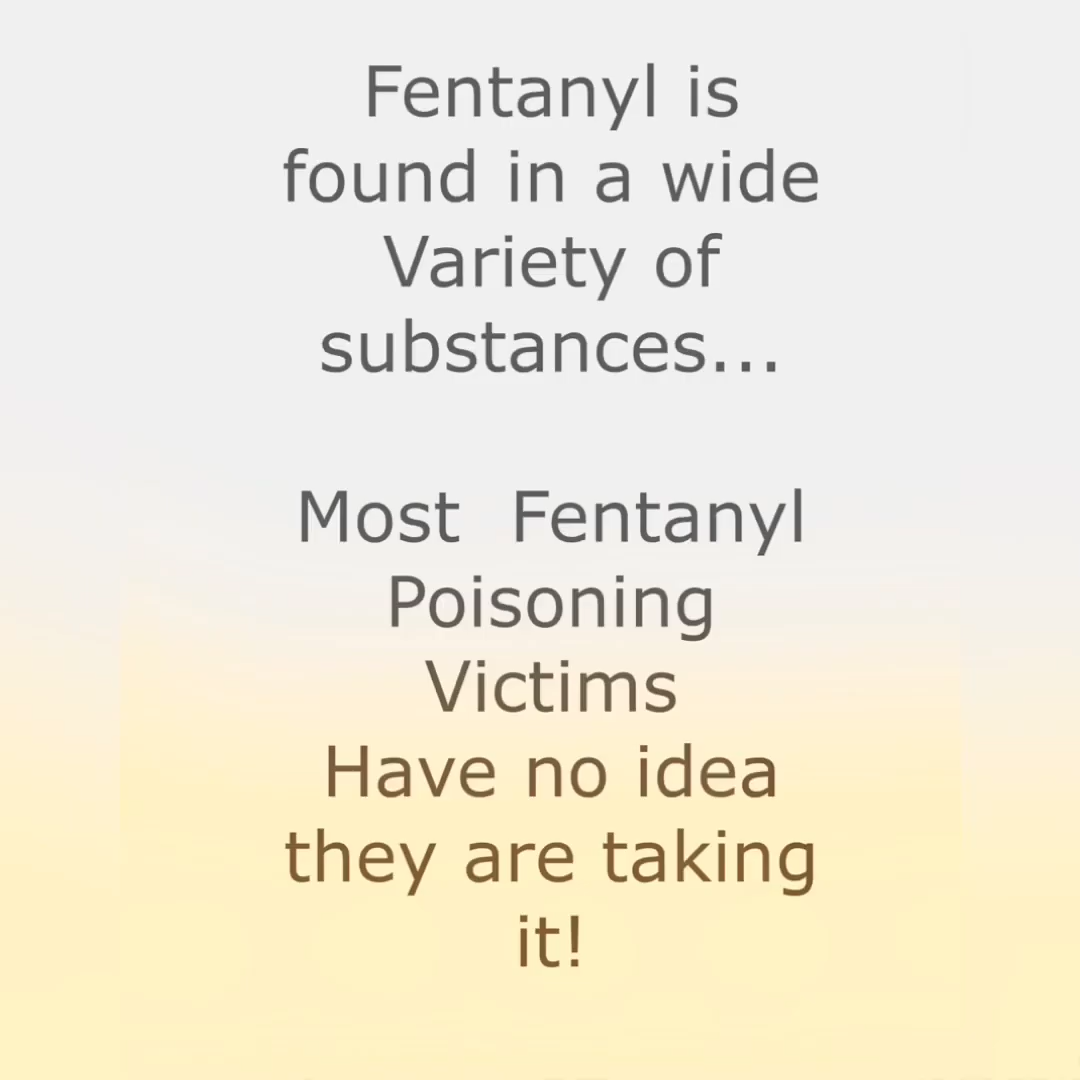 Fentanyl is
found in a wide
Variety of
substances...
Most  Fentanyl
Poisoning
Victims
Have no idea
they are taking
it!